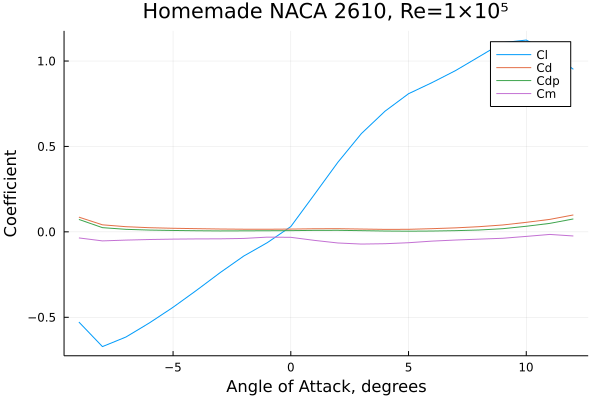 Homemade NACA 2610, Re=1×10⁵
Coefficient
1.0
0.5
0.0
−0.5
Cl
Cd
Cdp
Cm
−5
0
5
10
Angle of Attack, degrees